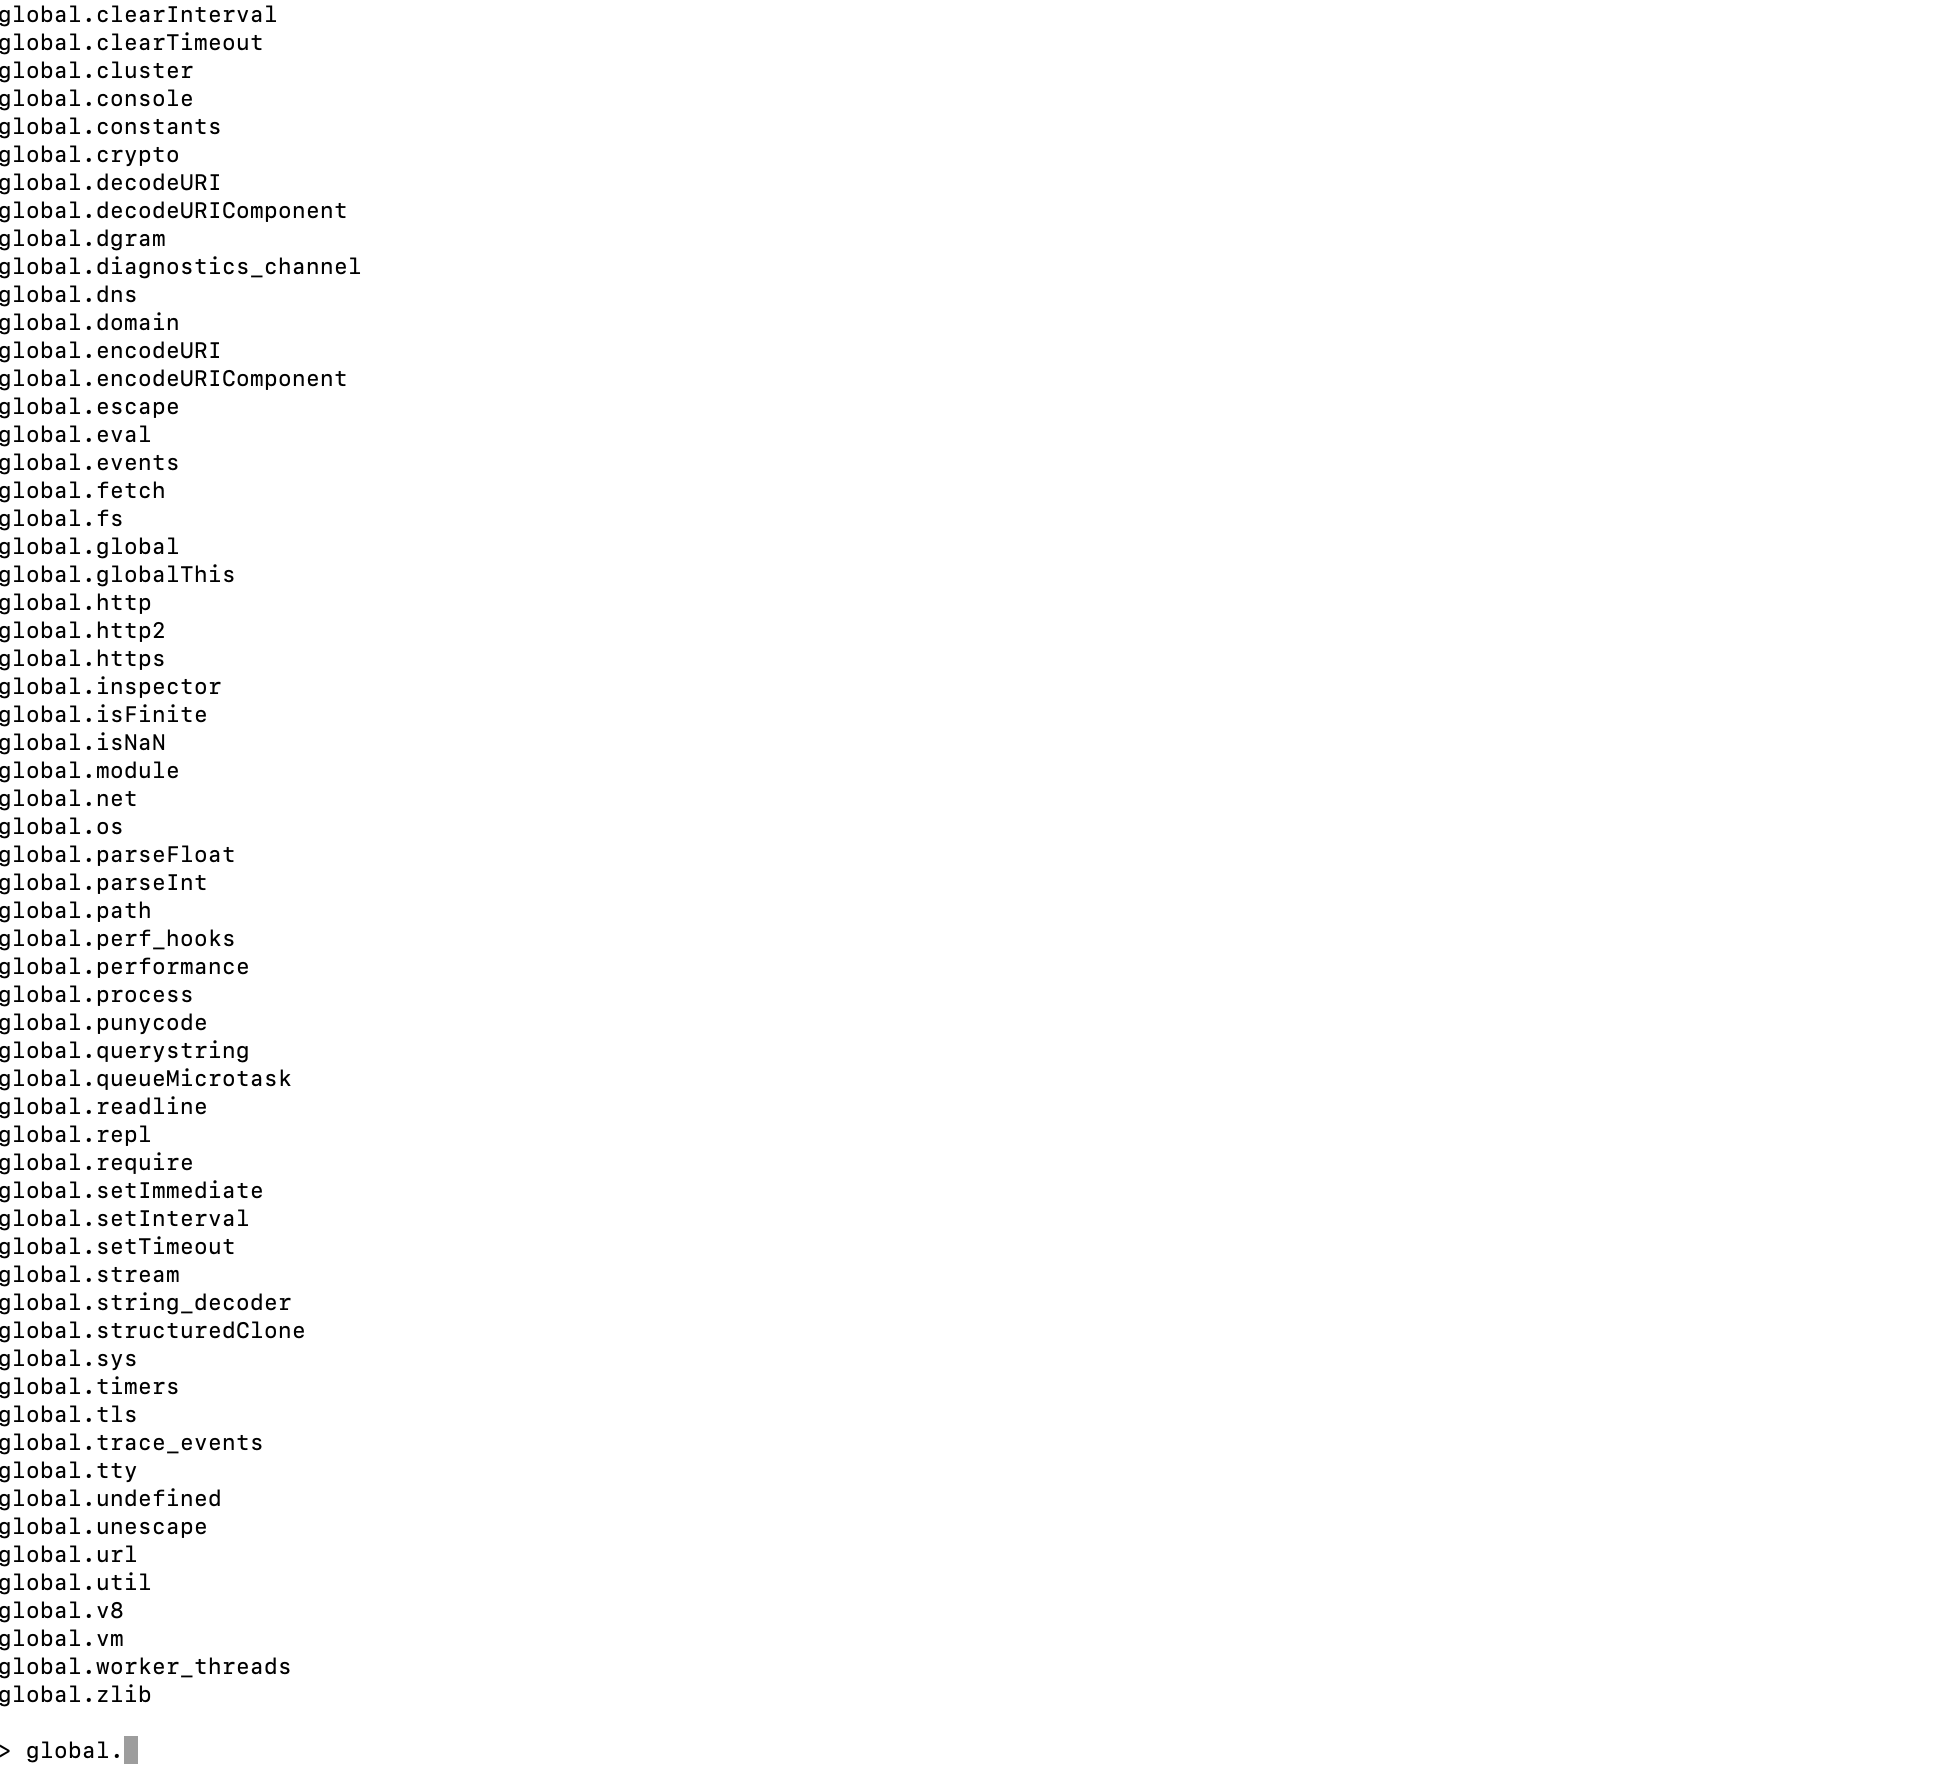 global.clearInterval
global.clearTimeout
global.cluster
global.console
global.constants
global.crypto
global.decodeURI
global.decodeURIComponent
global.dgram
global.diagnostics_channel
global.dns
global.domain
global.encodeURI
global.encodeURIComponent
global.escape
global.eval
global.events
global.fetch
global.fs
global.global
global.globalThis
global.http
global.http2
global.https
global.inspector
global.isFinite
global.isNaN
global.module
global.net
global.os
global.parseFloat
global.parseInt
global.path
global.perf_hooks
global.performance
global.process
global.punycode
global.querystring
global.queueMicrotask
global.readline
global.repl
global.require
global.setImmediate
global.setInterval
global.setTimeout
global.stream
global.string_decoder
global.structuredClone
global.sys
global.timers
global.tls
global.trace_events
global.tty
global.undefined
global.unescape
global.url
global.util
global.v8
global.vm
global.worker_threads
global.zlib
> global.